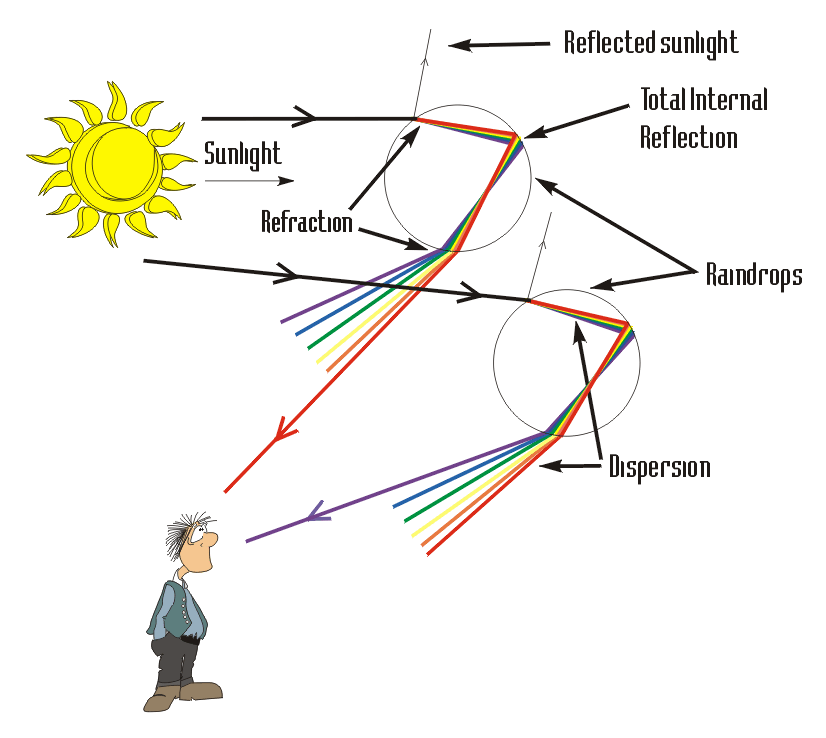 Reflected sunlight
Total Internal
Reflection
Sunlight
Refraction
Raindrops
Dispersion